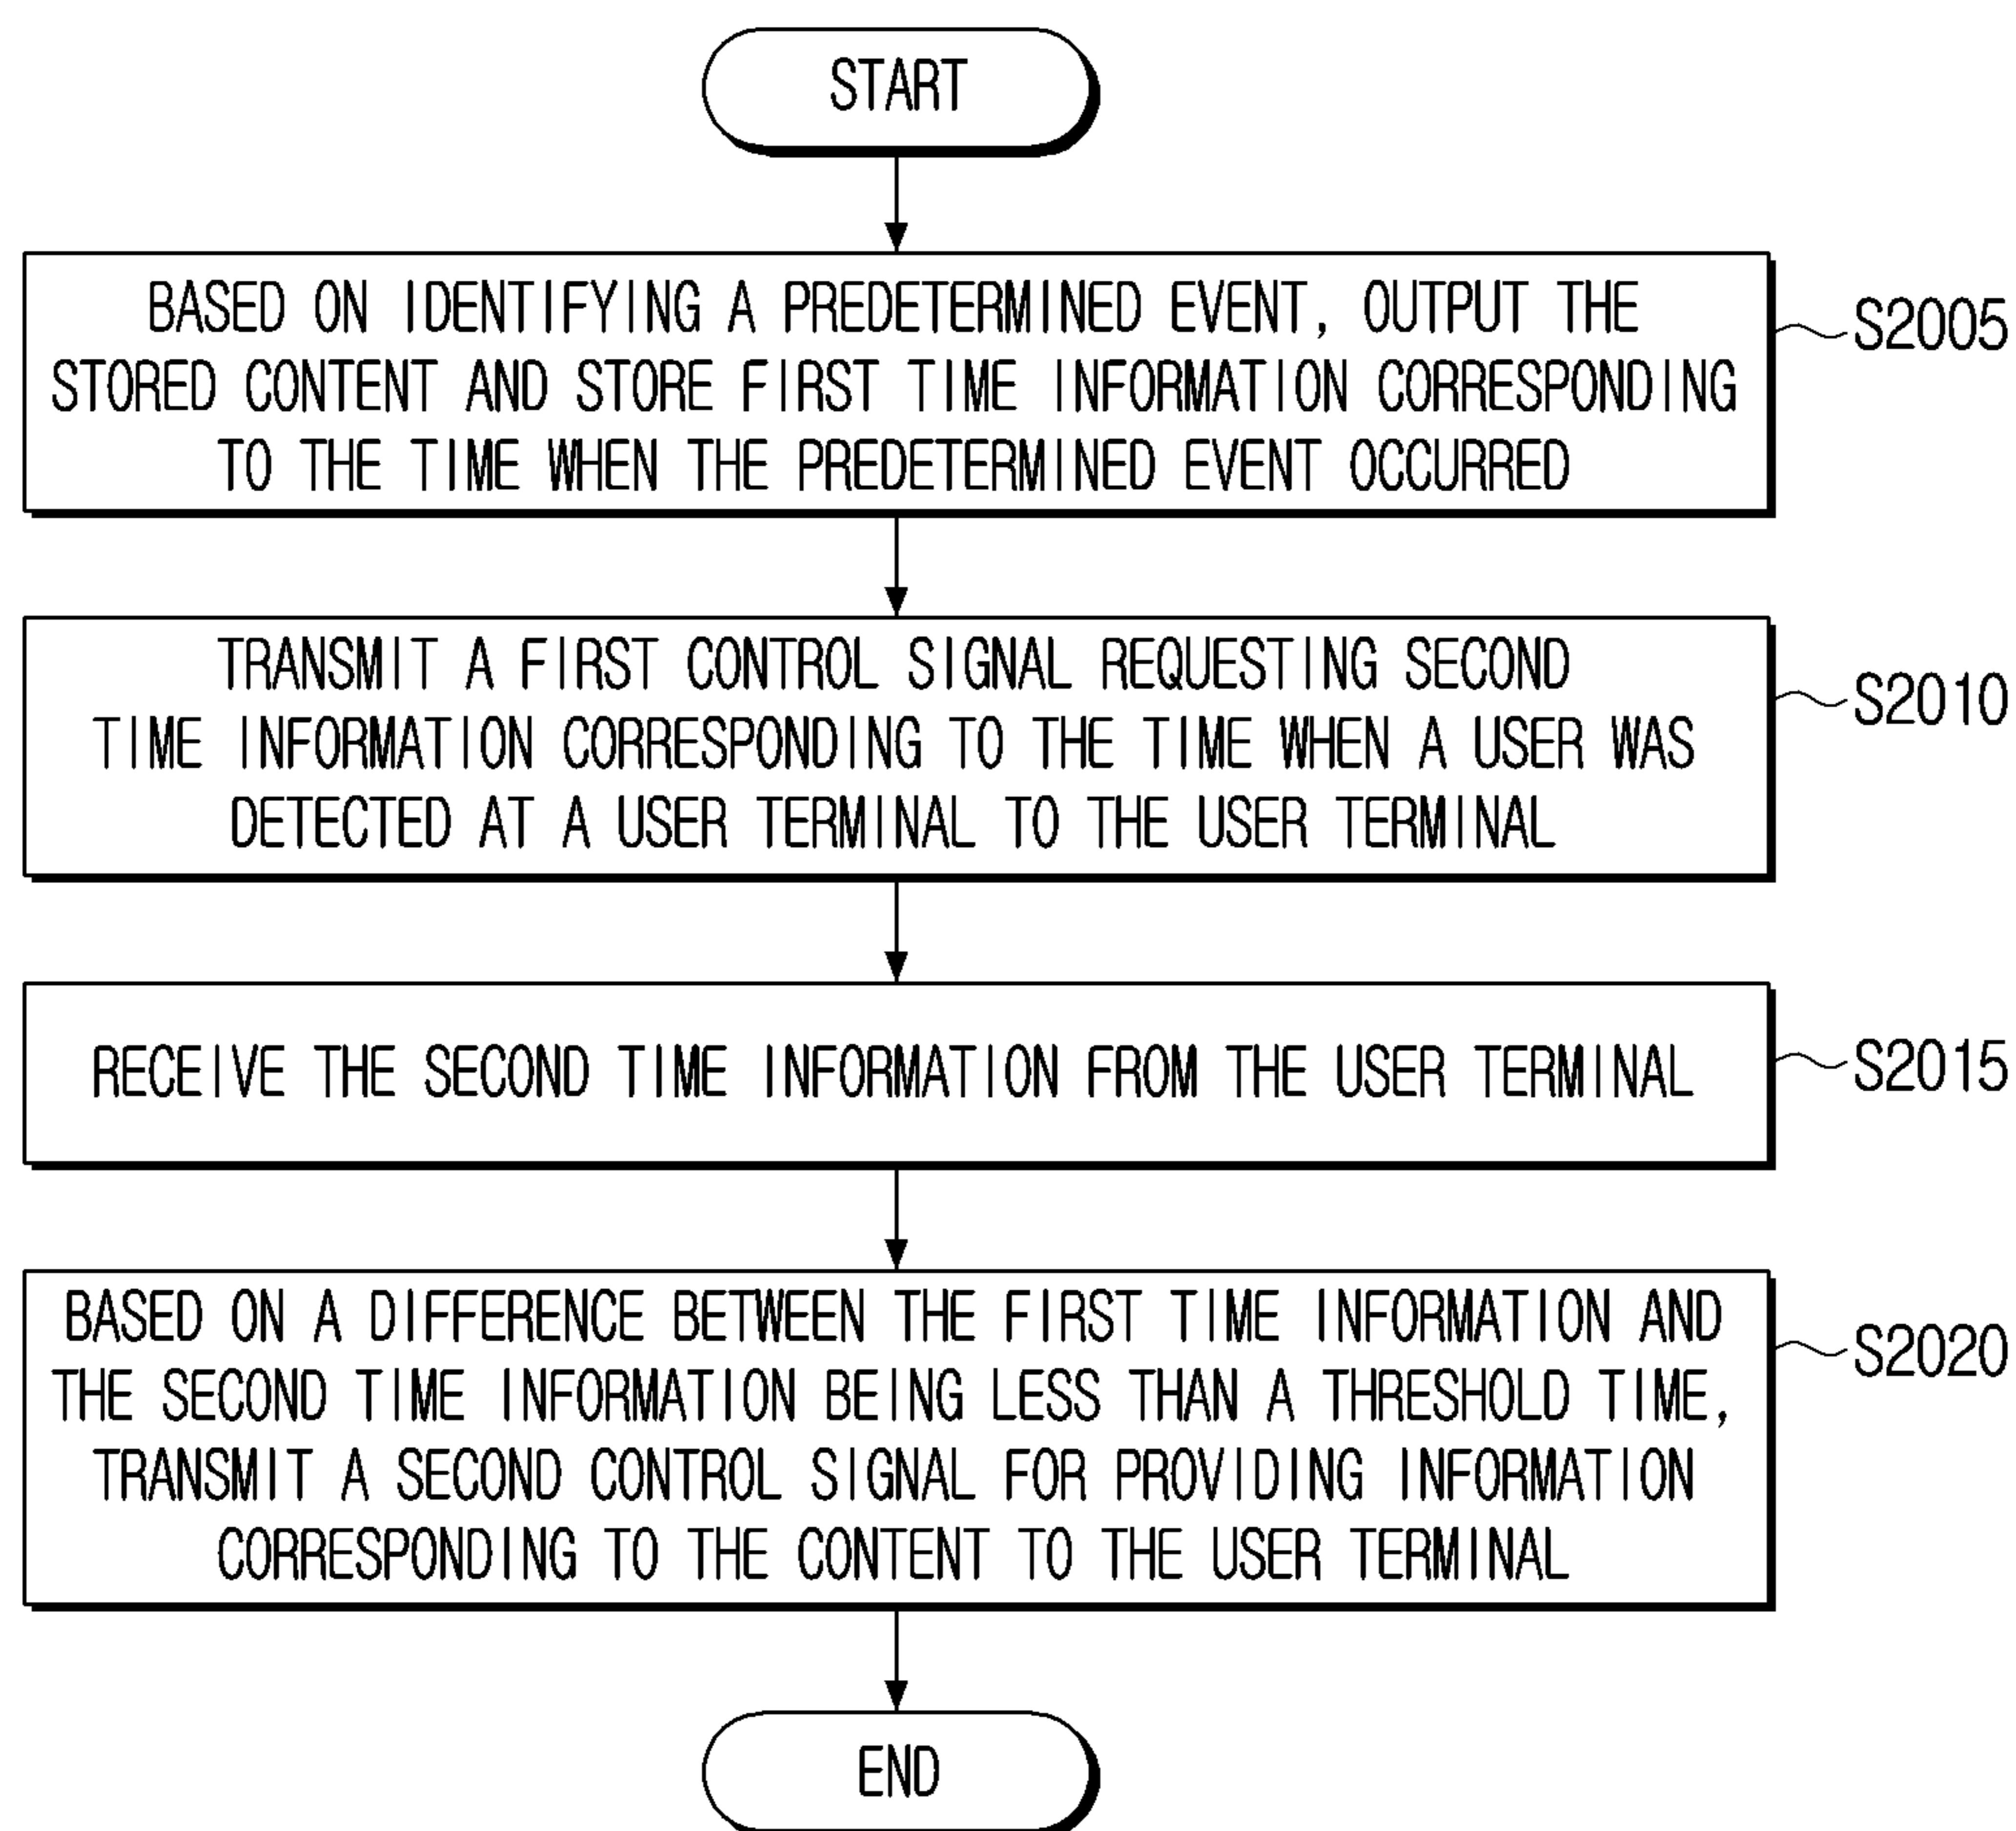 START
BASED ON IDENTIFYING A PREDETERMINED EVENT, OUTPUT THE
STORED CONTENT AND STORE FIRST TIME INFORMATION CORRESPONDING
TO THE TIME WHEN THE PREDETERMINED EVENT OCCURRED
S2005
TRANSMIT A FIRST CONTROL SIGNAL REQUESTING SECOND
TIME INFORMATION CORRESPONDING TO THE TIME WHEN A USER WAS
DETECTED AT A USER TERMINAL TO THE USER TERMINAL
S2010
RECEIVE THE SECOND TIME INFORMATION FROM THE USER TERMINAL
S2015
BASED ON A DIFFERENCE BETWEEN THE FIRST TIME INFORMATION AND
THE SECOND TIME INFORMATION BEING LESS THAN A THRESHOLD TIME,
TRANSMIT A SECOND CONTROL SIGNAL FOR PROVIDING INFORMATION
CORRESPONDING TO THE CONTENT TO THE USER TERMINAL
S2020
END